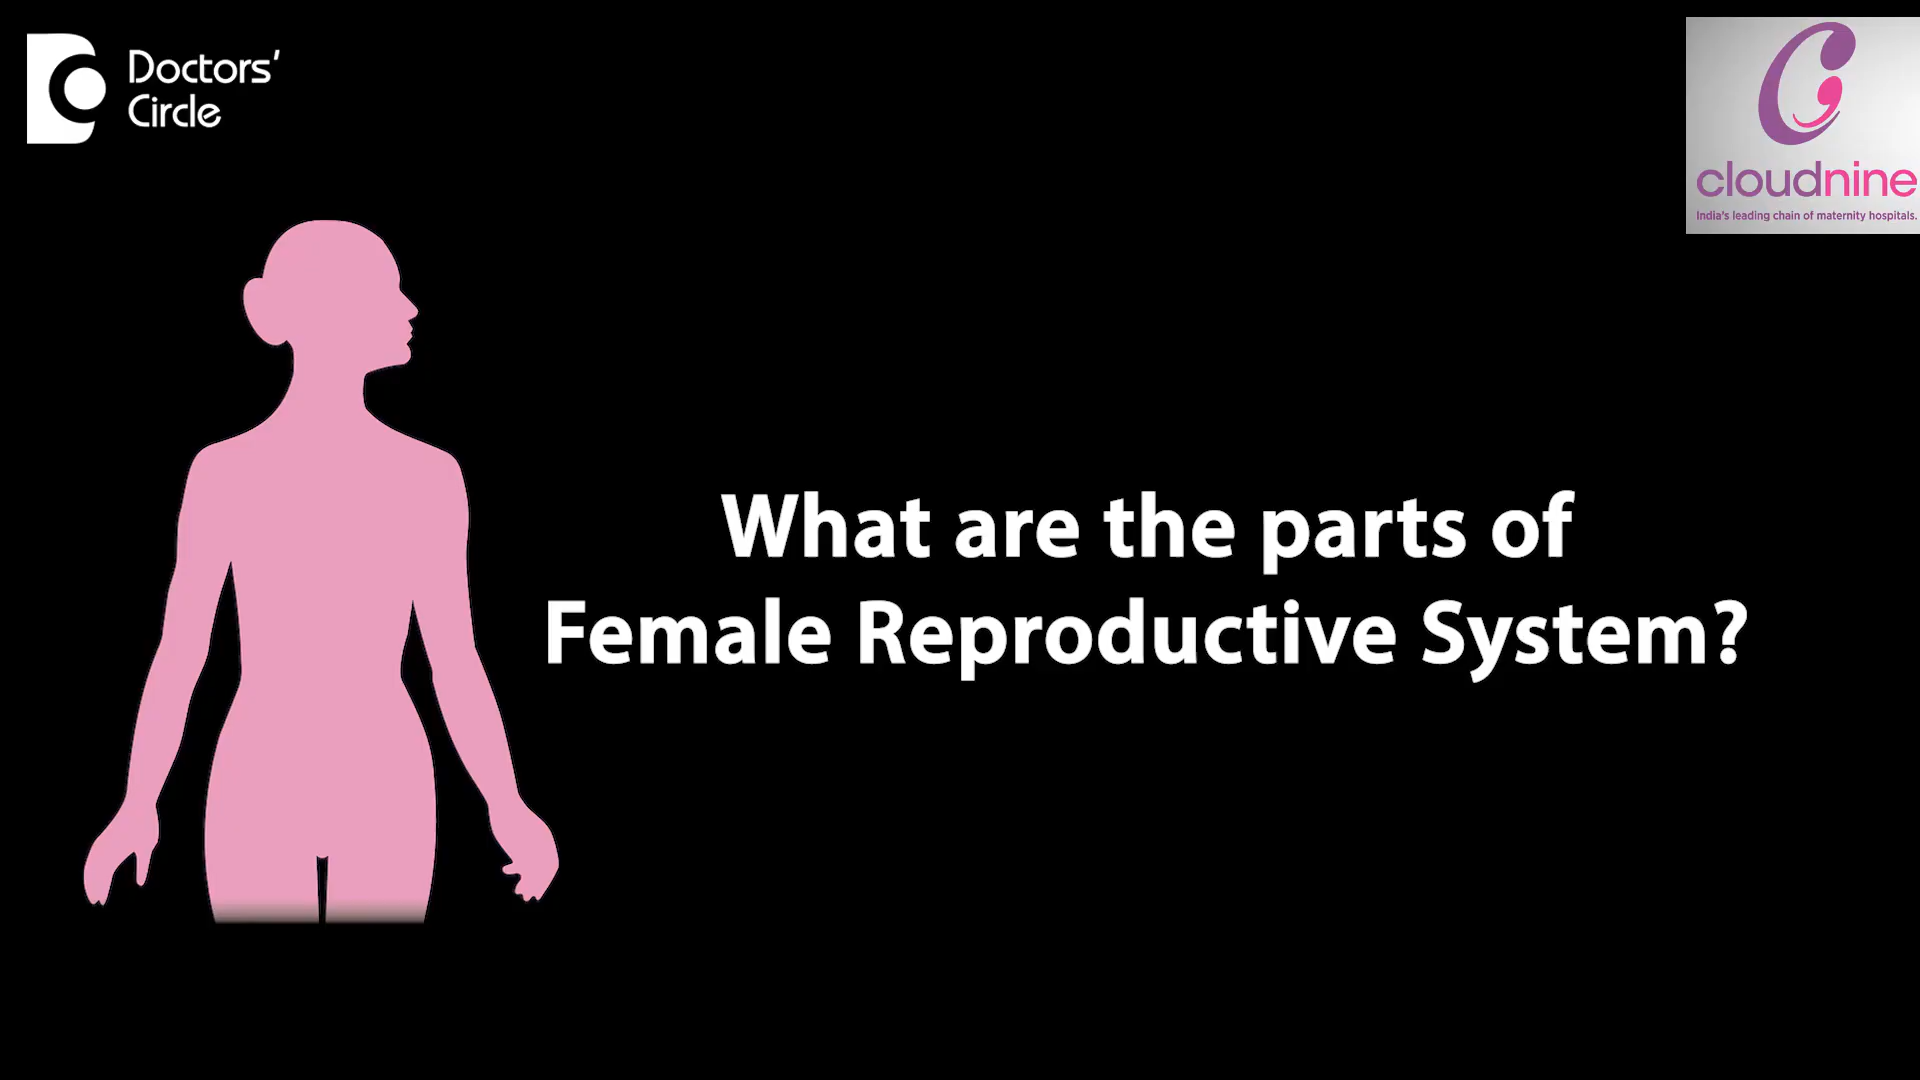 Doctors'
Circle
cloudnine
India's leading chain of maternity hospitals.
What are the parts of
Female Reproductive System?